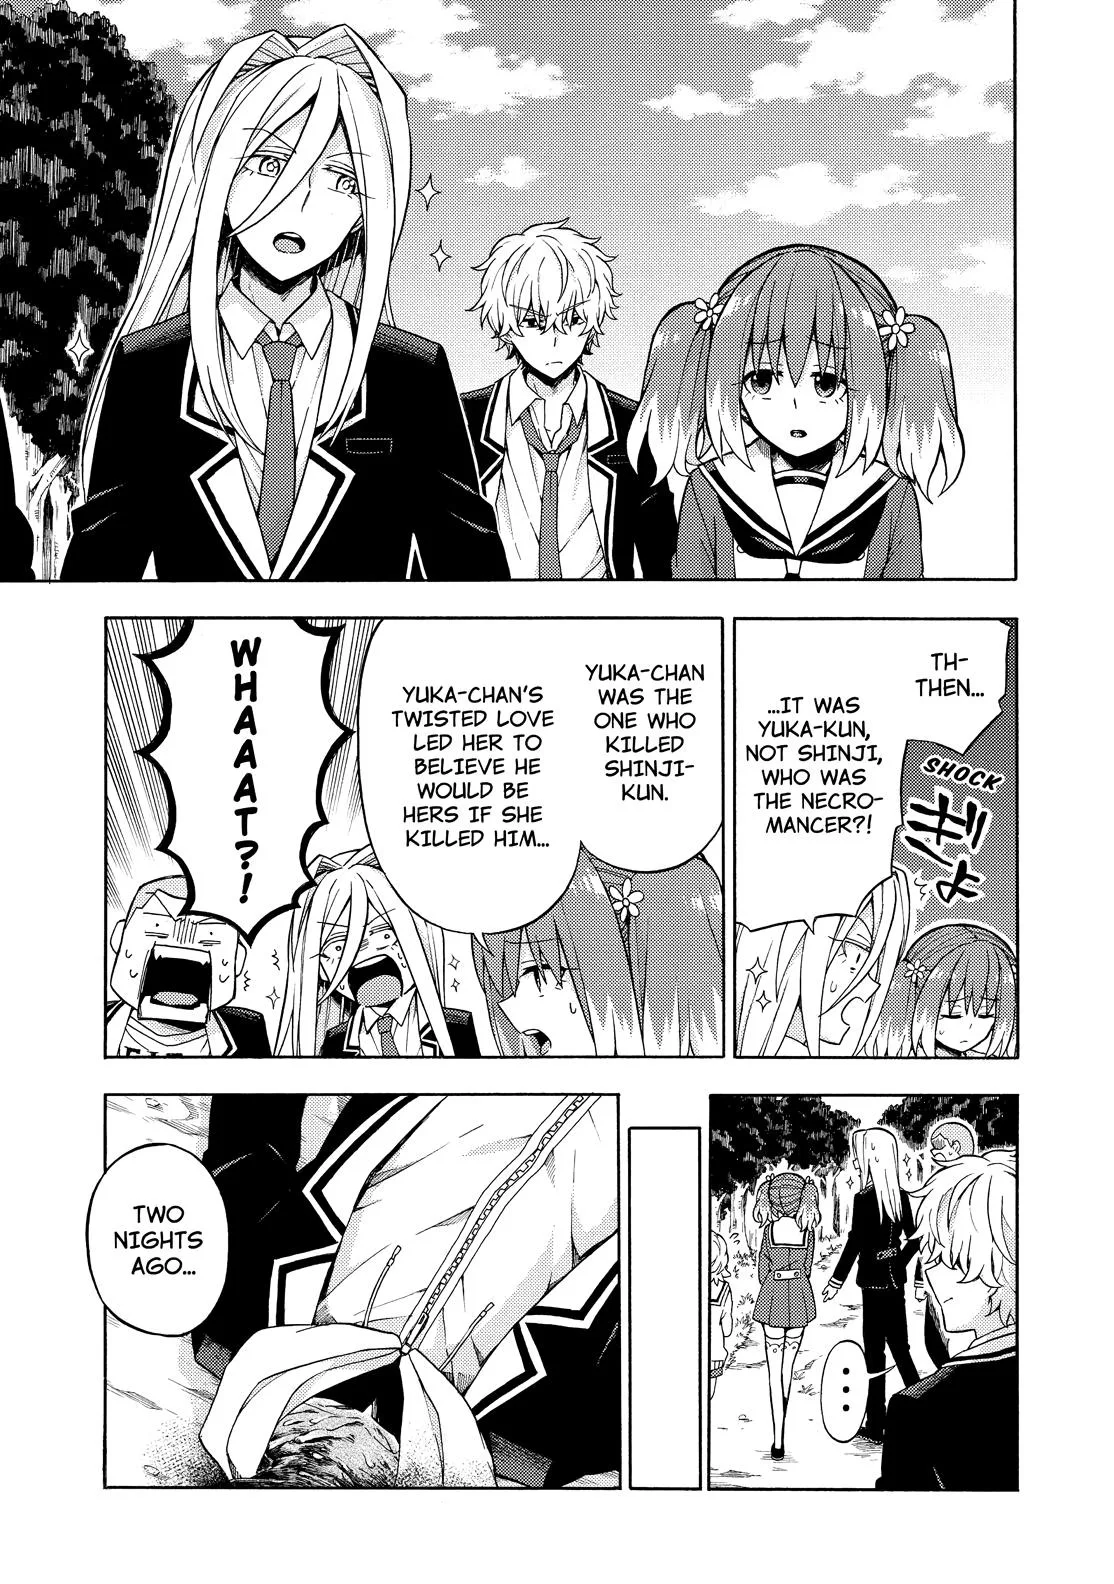 TH-
THEN...
...IT WAS
YUKA-KUN,
NOT SHINJI,
WHO WAS
THE NECRO-
MANCER?!
SHOCK
ギょ
YUKA-CHAN
WAS THE
ONE WHO
KILLED
SHINJI-
KUN.
YUKA-CHAN'S
TWISTED LOVE
LED HER TO
BELIEVE HE
WOULD BE
HERS IF SHE
KILLED HIM...
WHAAAT?!
...
TWO
NIGHTS
AGO...